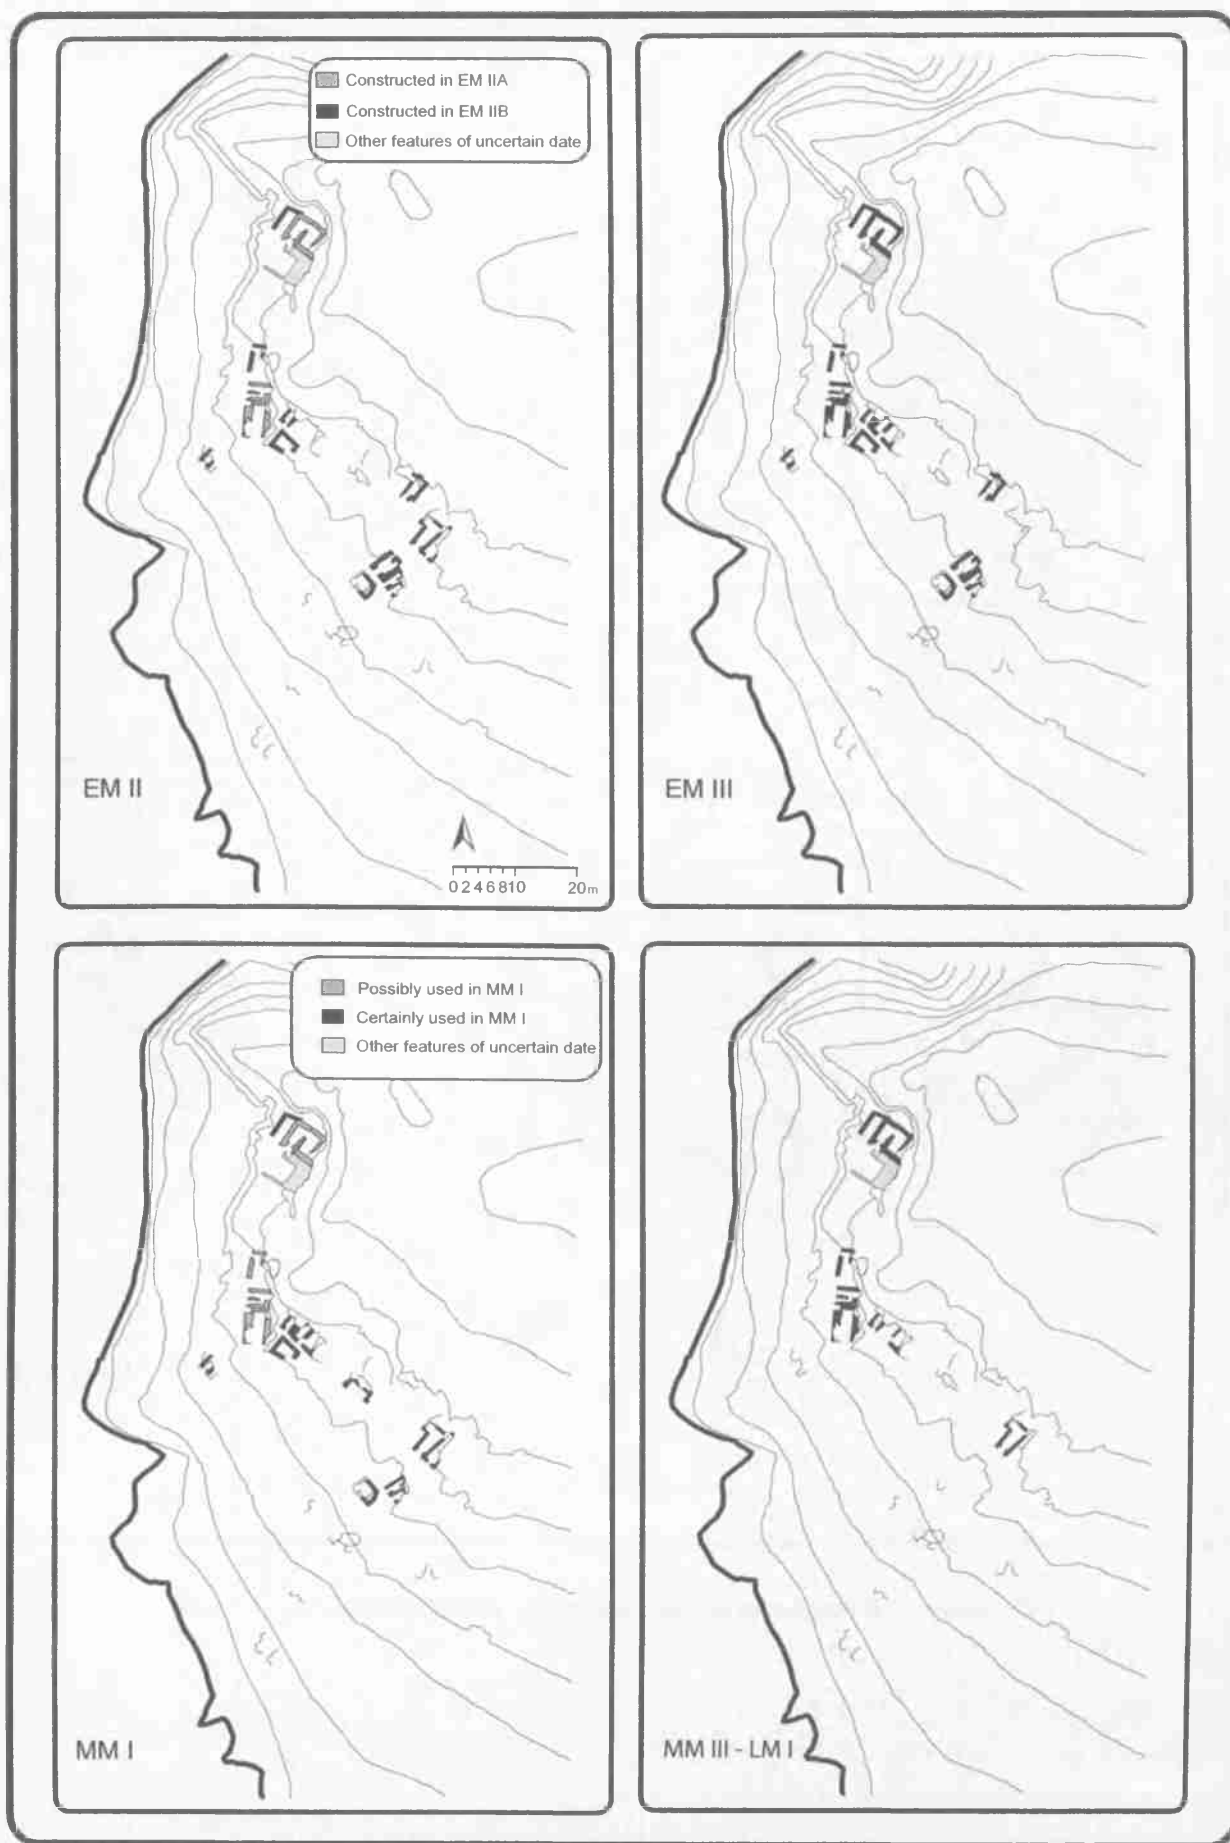 Constructed in EM IIA
Constructed in EM IIB
Other features of uncertain date
EM II
0 2 4 6 8 10 20 m
EM III
Possibly used in MM I
Certainly used in MM I
Other features of uncertain date
MM I
MM III - LM I